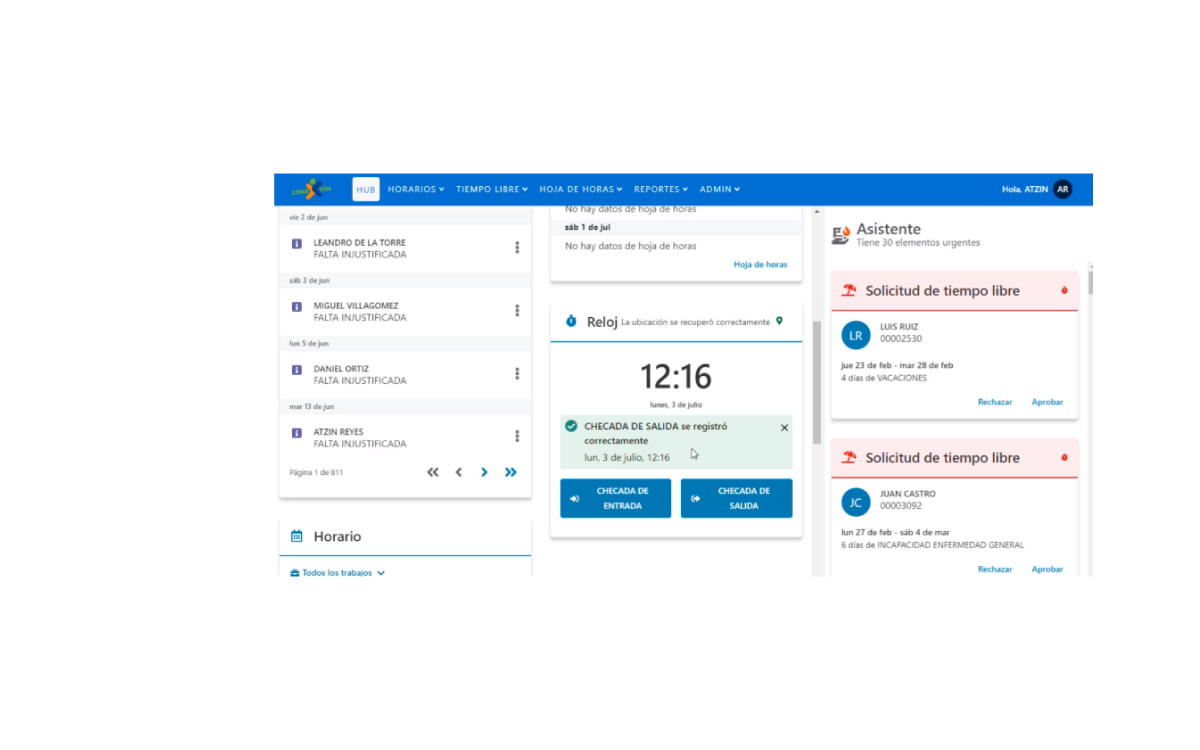 HUB HORARIOS TIEMPO LIBRE HOJA DE HORAS REPORTES ADMIN Hola, ATZIN AR
vie 2 de jun
LEANDRO DE LA TORRE
FALTA INJUSTIFICADA
sáb 3 de jun
MIGUEL VILLAGOMEZ
FALTA INJUSTIFICADA
lun 5 de jun
DANIEL ORTIZ
FALTA INJUSTIFICADA
mar 13 de jun
ATZIN REYES
FALTA INJUSTIFICADA
Página 1 de 811
Horario
Todos los trabajos
No hay datos de hoja de horas
sáb 1 de jul
No hay datos de hoja de horas
Hoja de horas
Reloj La ubicación se recuperó correctamente
12:16
lunes, 3 de julio
CHECADA DE SALIDA se registró
correctamente
lun, 3 de julio, 12:16
CHECADA DE
ENTRADA
CHECADA DE
SALIDA
Asistente
Tiene 30 elementos urgentes
Solicitud de tiempo libre
LR
LUIS RUIZ
00002530
jue 23 de feb - mar 28 de feb
4 días de VACACIONES
Rechazar Aprobar
Solicitud de tiempo libre
JC
JUAN CASTRO
00003092
lun 27 de feb - sáb 4 de mar
6 días de INCAPACIDAD ENFERMEDAD GENERAL
Rechazar Aprobar